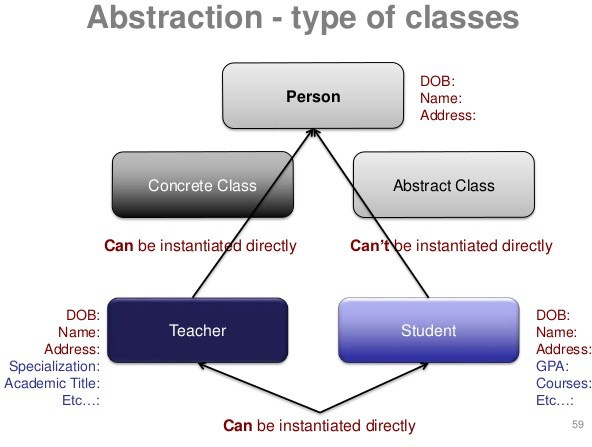 Abstraction - type of classes
Person
DOB:
Name:
Address:
Concrete Class
Abstract Class
Can be instantiated directly
Can't be instantiated directly
DOB:
Name:
Address:
Specialization:
Academic Title:
Etc…:
Teacher
Student
DOB:
Name:
Address:
GPA:
Courses:
Etc…:
Can be instantiated directly
59